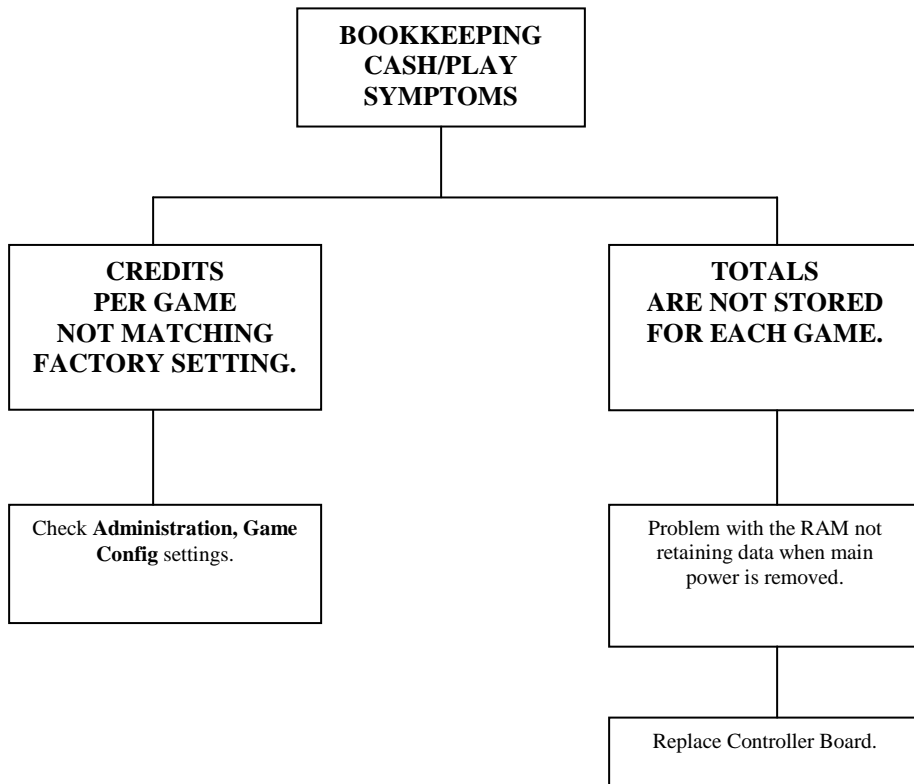 BOOKKEEPING
CASH/PLAY
SYMPTOMS
CREDITS
PER GAME
NOT MATCHING
FACTORY SETTING.
TOTALS
ARE NOT STORED
FOR EACH GAME.
Check Administration, Game
Config settings.
Problem with the RAM not
retaining data when main
power is removed.
Replace Controller Board.